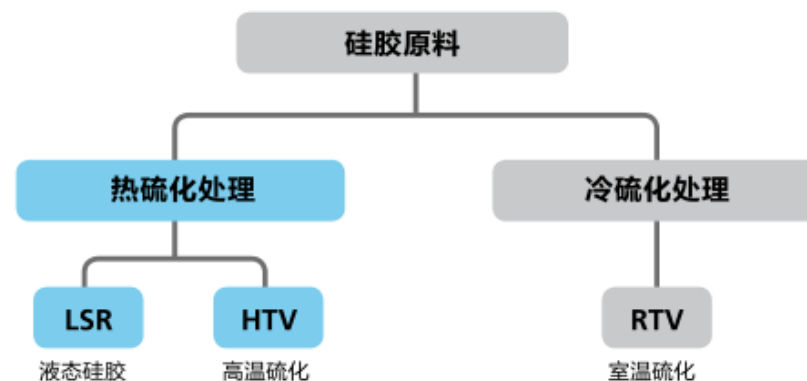 硅胶原料
热硫化处理
冷硫化处理
LSR
HTV
RTV
液态硅胶
高温硫化
室温硫化